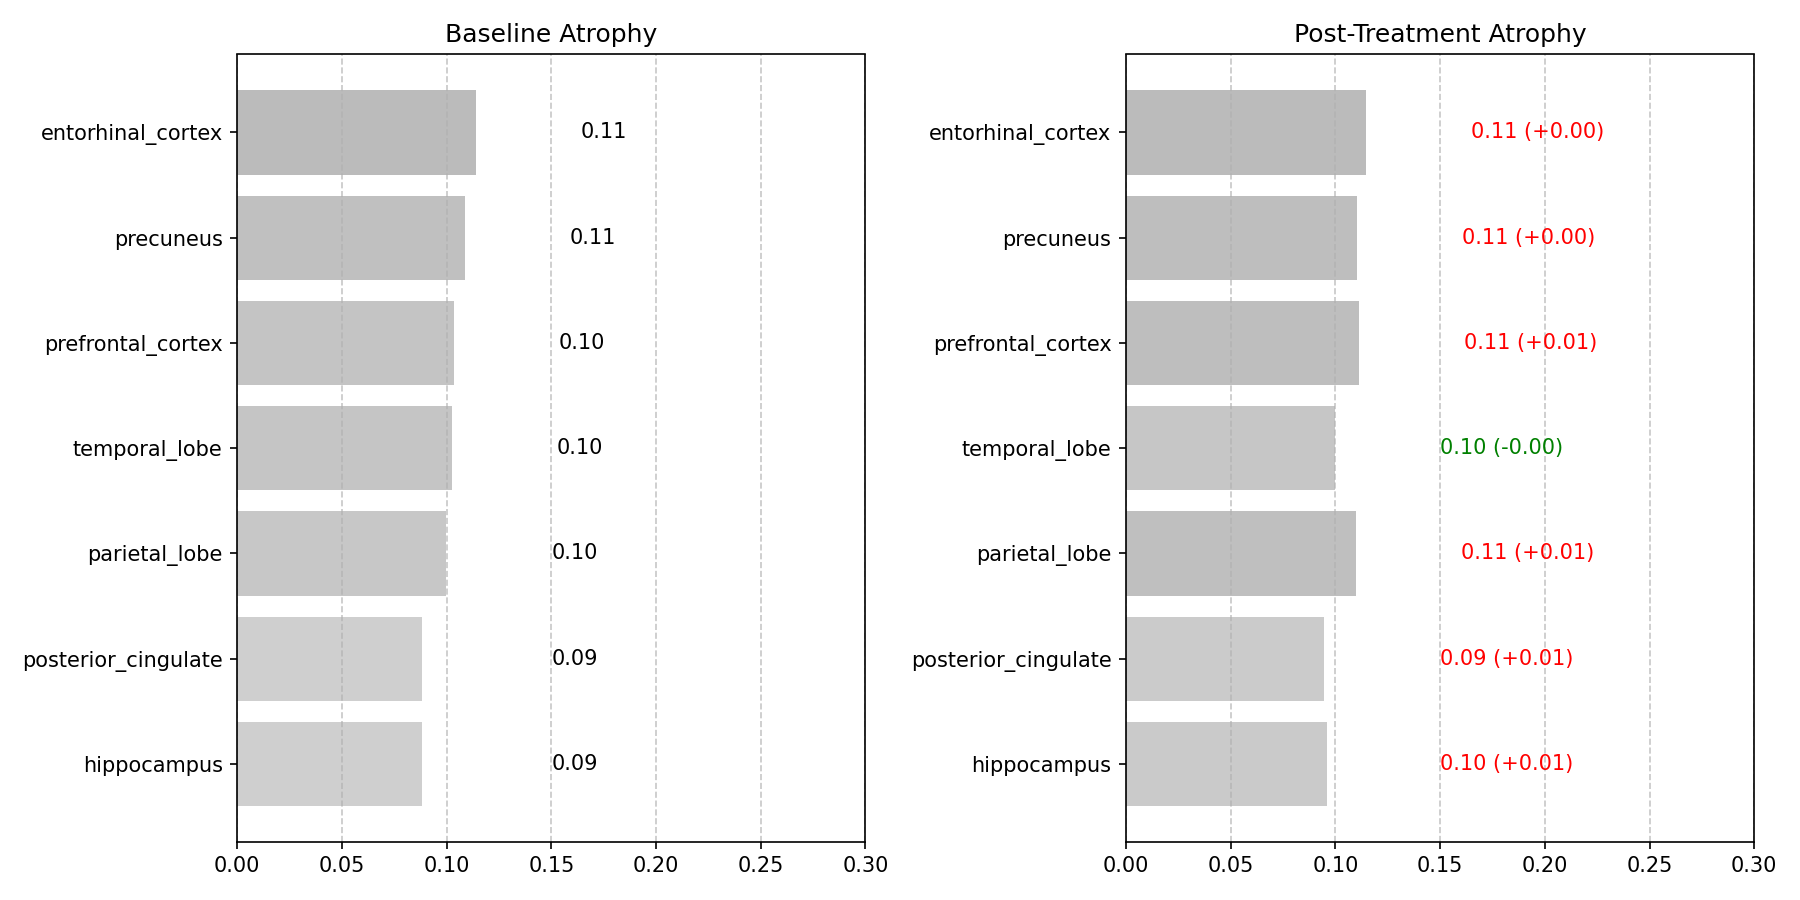 Baseline Atrophy
entorhinal_cortex 0.11
precuneus 0.11
prefrontal_cortex 0.10
temporal_lobe 0.10
parietal_lobe 0.10
posterior_cingulate 0.09
hippocampus 0.09
0.00 0.05 0.10 0.15 0.20 0.25 0.30
Post-Treatment Atrophy
entorhinal_cortex 0.11 (+0.00)
precuneus 0.11 (+0.00)
prefrontal_cortex 0.11 (+0.01)
temporal_lobe 0.10 (-0.00)
parietal_lobe 0.11 (+0.01)
posterior_cingulate 0.09 (+0.01)
hippocampus 0.10 (+0.01)
0.00 0.05 0.10 0.15 0.20 0.25 0.30